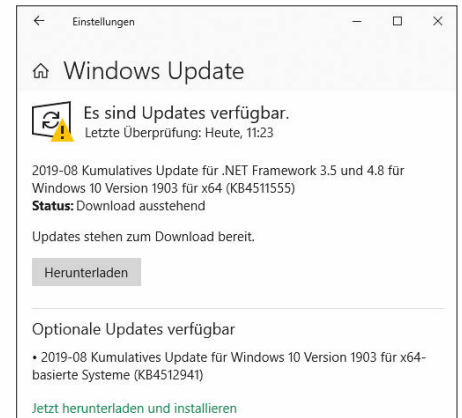 Einstellungen
Windows Update
Es sind Updates verfügbar.
Letzte Überprüfung: Heute, 11:23
2019-08 Kumulatives Update für .NET Framework 3.5 und 4.8 für
Windows 10 Version 1903 für x64 (KB4511555)
Status: Download ausstehend
Updates stehen zum Download bereit.
Herunterladen
Optionale Updates verfügbar
• 2019-08 Kumulatives Update für Windows 10 Version 1903 für x64-
basierte Systeme (KB4512941)
Jetzt herunterladen und installieren